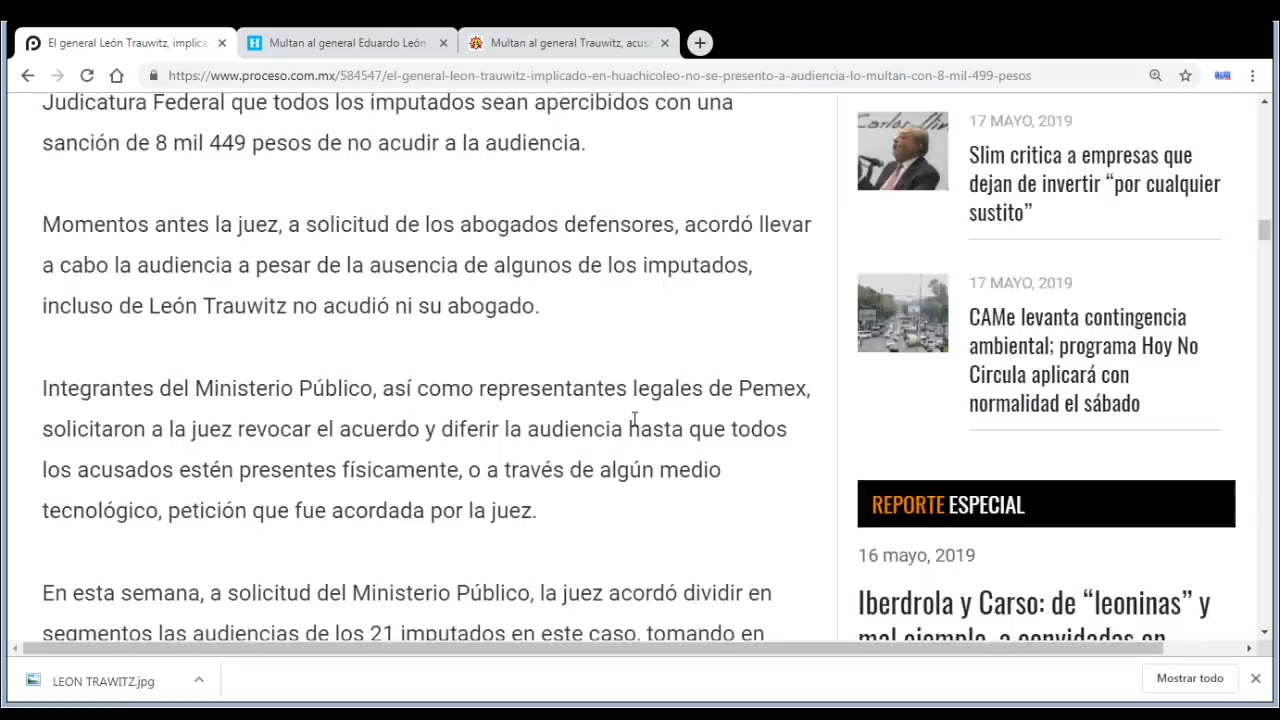 El general León Trauwitz, implica
Multan al general Eduardo León
Multan al general Trauwitz, acus
https://www.proceso.com.mx/584547/el-general-leon-trauwitz-implicado-en-huachicoleo-no-se-presento-a-audiencia-lo-multan-con-8-mil-499-pesos
Judicatura Federal que todos los imputados sean apercibidos con una
sanción de 8 mil 449 pesos de no acudir a la audiencia.
Momentos antes la juez, a solicitud de los abogados defensores, acordó llevar
a cabo la audiencia a pesar de la ausencia de algunos de los imputados,
incluso de León Trauwitz no acudió ni su abogado.
Integrantes del Ministerio Público, así como representantes legales de Pemex,
solicitaron a la juez revocar el acuerdo y diferir la audiencia hasta que todos
los acusados estén presentes físicamente, o a través de algún medio
tecnológico, petición que fue acordada por la juez.
En esta semana, a solicitud del Ministerio Público, la juez acordó dividir en
segmentos las audiencias de los 21 imputados en este caso, tomando en
17 MAYO, 2019
Slim critica a empresas que
dejan de invertir “por cualquier
sustito”
17 MAYO, 2019
CAMe levanta contingencia
ambiental; programa Hoy No
Circula aplicará con
normalidad el sábado
REPORTE ESPECIAL
16 mayo, 2019
Iberdrola y Carso: de “leoninas” y
mal ejemplo, a convidadas en
LEON TRAWITZ.jpg
Mostrar todo